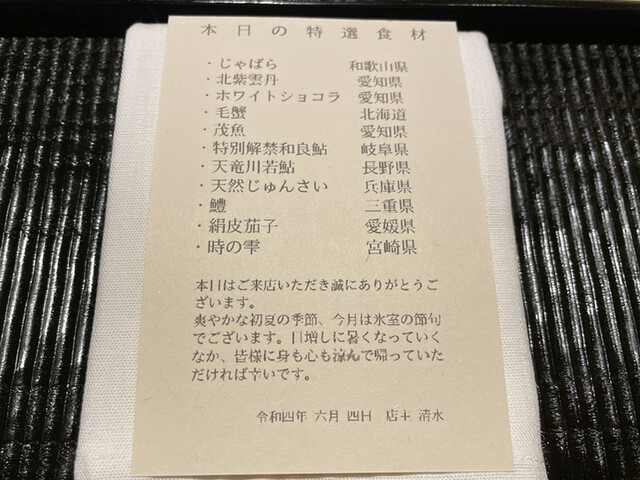 本日の特選食材
・じゃばら 和歌山県
・北紫雲丹 愛知県
・ホワイトショコラ 愛知県
・毛蟹 北海道
・茂魚 愛知県
・特別解禁和良鮎 岐阜県
・天竜川若鮎 長野県
・天然じゅんさい 兵庫県
・鱧 三重県
・絹皮茄子 愛媛県
・時の雫 宮崎県
本日はご来店いただき誠にありがとうご
ざいます。
爽やかな初夏の季節、今月は氷室の節句
でございます。日増しに暑くなっていく
なか、皆様に身も心も涼んで帰っていた
だければ幸いです。
令和四年 六月 四日 店主 清水